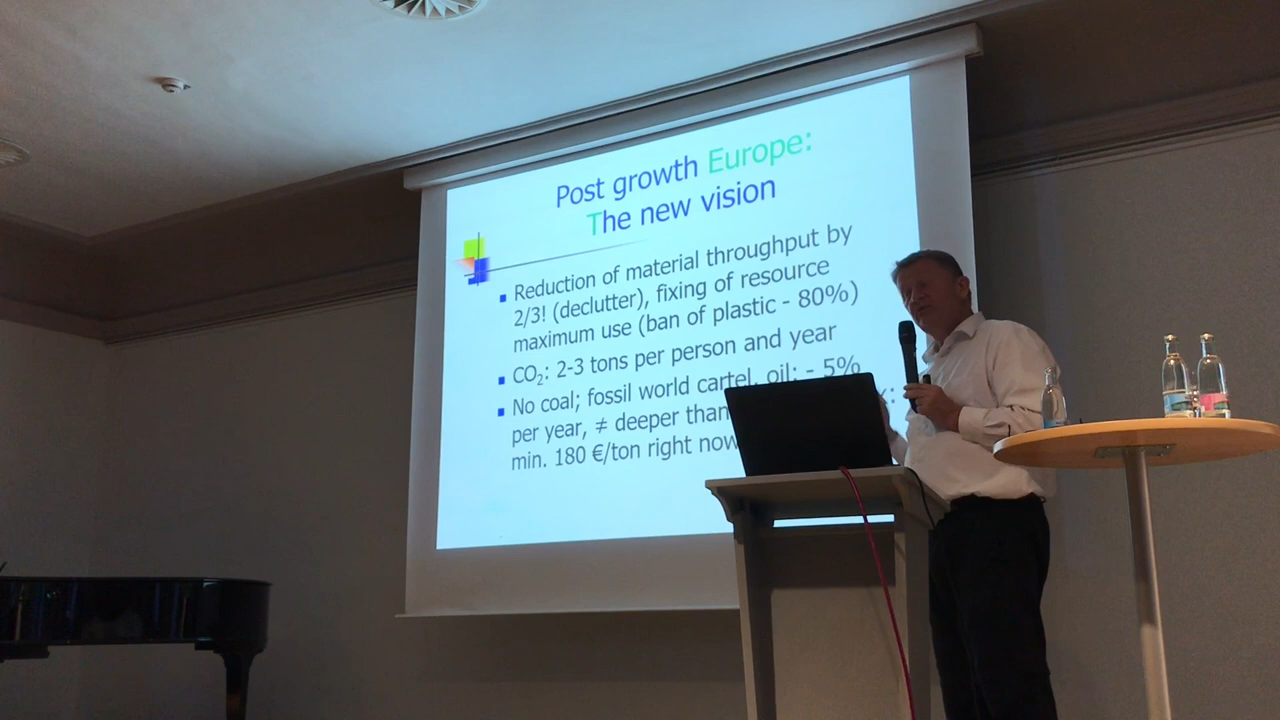 Post growth Europe:
The new vision
Reduction of material throughput by
2/3! (declutter), fixing of resource
maximum use (ban of plastic - 80%)
CO₂: 2-3 tons per person and year
No coal; fossil world cartel, oil: - 5%
per year, ≠ deeper than
min. 180 €/ton right now